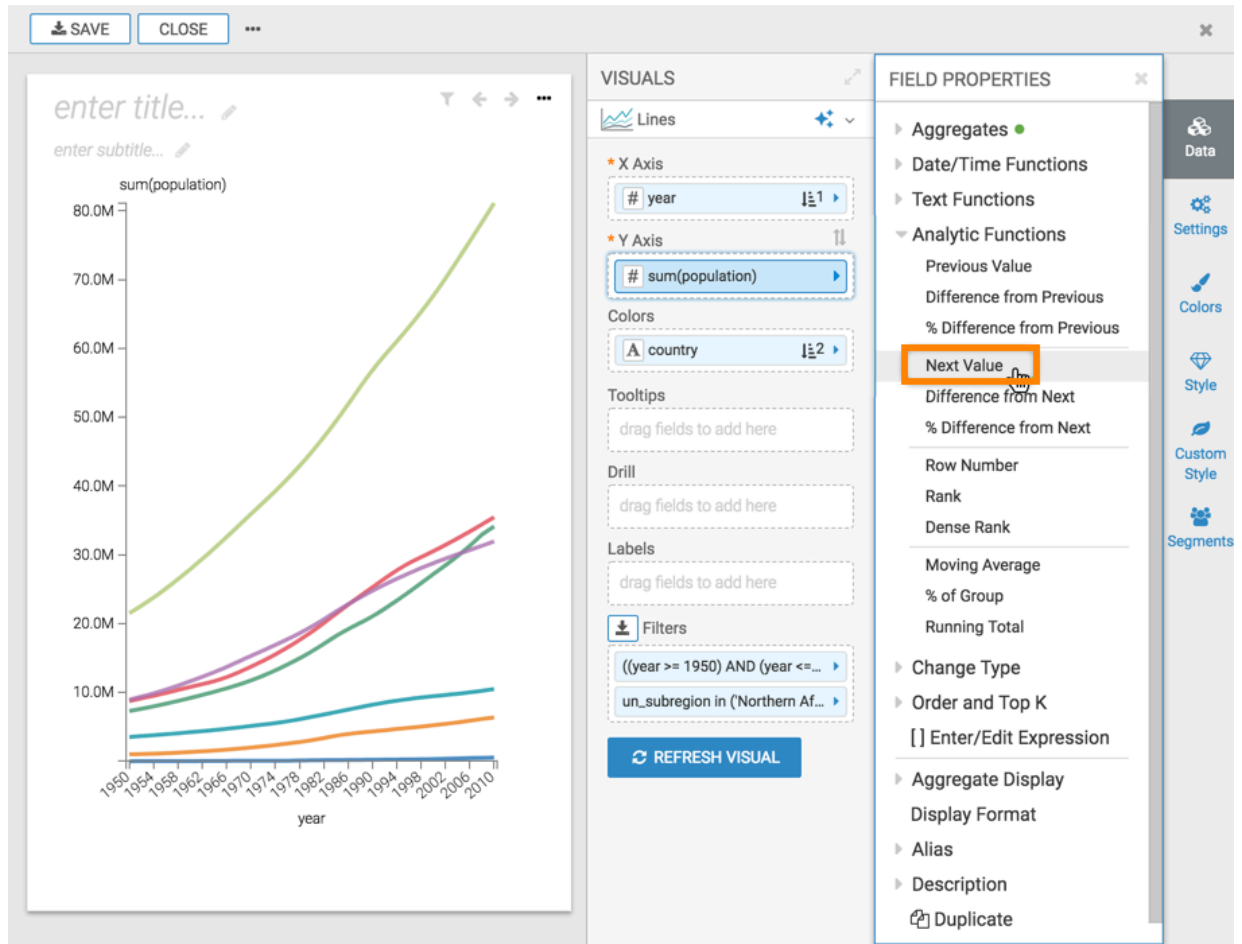 SAVE
CLOSE
enter title...
enter subtitle...
sum(population)
80.0M
70.0M
60.0M
50.0M
40.0M
30.0M
20.0M
10.0M
1950 1954 1958 1962 1966 1970 1974 1978 1982 1986 1990 1994 1998 2002 2006 2010
year
VISUALS
Lines
* X Axis
# year 1
* Y Axis
# sum(population)
Colors
A country 2
Tooltips
drag fields to add here
Drill
drag fields to add here
Labels
drag fields to add here
Filters
((year >= 1950) AND (year <=...
un_subregion in ('Northern Af...
REFRESH VISUAL
FIELD PROPERTIES
Aggregates
Date/Time Functions
Text Functions
Analytic Functions
Previous Value
Difference from Previous
% Difference from Previous
Next Value
Difference from Next
% Difference from Next
Row Number
Rank
Dense Rank
Moving Average
% of Group
Running Total
Change Type
Order and Top K
[ ] Enter/Edit Expression
Aggregate Display
Display Format
Alias
Description
Duplicate
Data
Settings
Colors
Style
Custom
Style
Segments